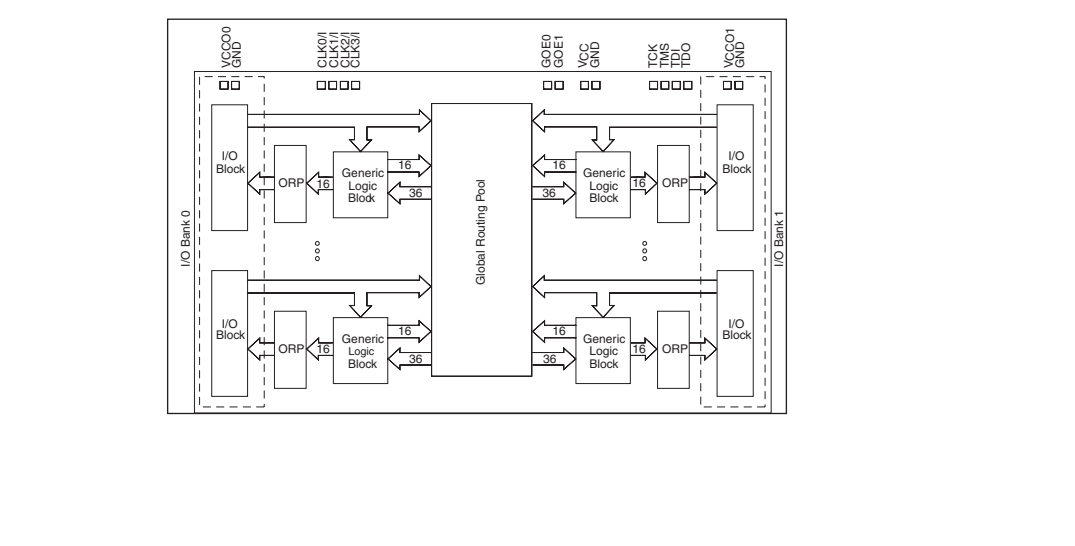 VCCO0
GND
CLK0/I
CLK1/I
CLK2/I
CLK3/I
GOE0
GOE1
VCC
GND
TCK
TMS
TDI
TDO
VCCO1
GND
I/O Bank 0
I/O
Block
ORP
16
Generic
Logic
Block
16
36
Global Routing Pool
16
36
Generic
Logic
Block
16
ORP
I/O
Block
I/O Bank 1
I/O
Block
ORP
16
Generic
Logic
Block
16
36
16
36
Generic
Logic
Block
16
ORP
I/O
Block